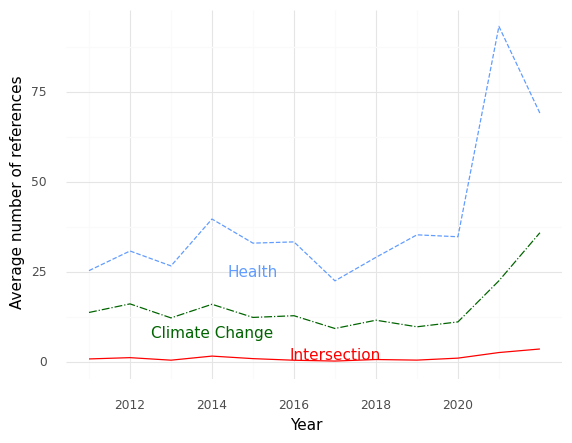 Average number of references
75
50
25
0
Health
Climate Change
Intersection
2012 2014 2016 2018 2020
Year